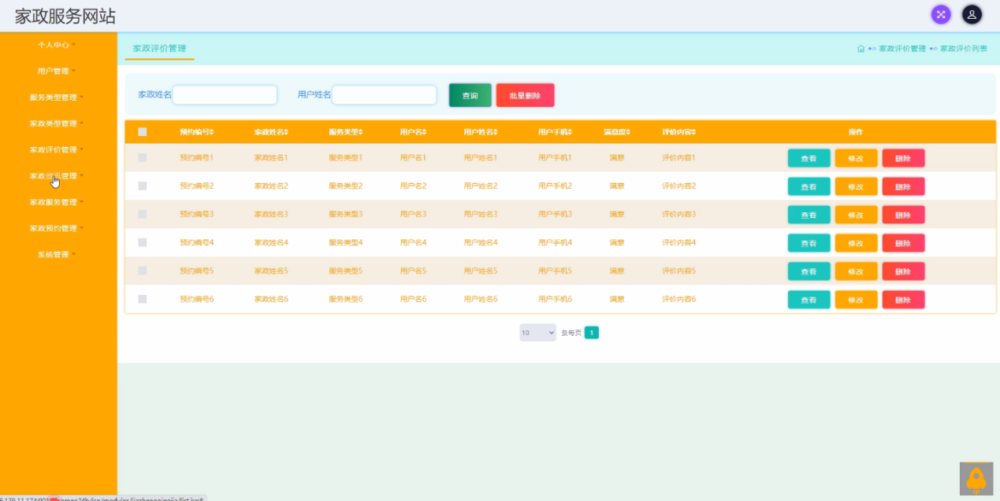 家政服务网站
个人中心
用户管理
服务类型管理
家政类型管理
家政评价管理
家政资讯管理
家政服务管理
家政预约管理
系统管理
家政评价管理
家政评价管理 家政评价列表
家政姓名 用户姓名 查询 批量删除
预约编号 家政姓名 服务类型 用户名 用户姓名 用户手机 满意度 评价内容 操作
预约编号1 家政姓名1 服务类型1 用户名1 用户姓名1 用户手机1 满意 评价内容1 查看 修改 删除
预约编号2 家政姓名2 服务类型2 用户名2 用户姓名2 用户手机2 满意 评价内容2 查看 修改 删除
预约编号3 家政姓名3 服务类型3 用户名3 用户姓名3 用户手机3 满意 评价内容3 查看 修改 删除
预约编号4 家政姓名4 服务类型4 用户名4 用户姓名4 用户手机4 满意 评价内容4 查看 修改 删除
预约编号5 家政姓名5 服务类型5 用户名5 用户姓名5 用户手机5 满意 评价内容5 查看 修改 删除
预约编号6 家政姓名6 服务类型6 用户名6 用户姓名6 用户手机6 满意 评价内容6 查看 修改 删除
10 条每页 1